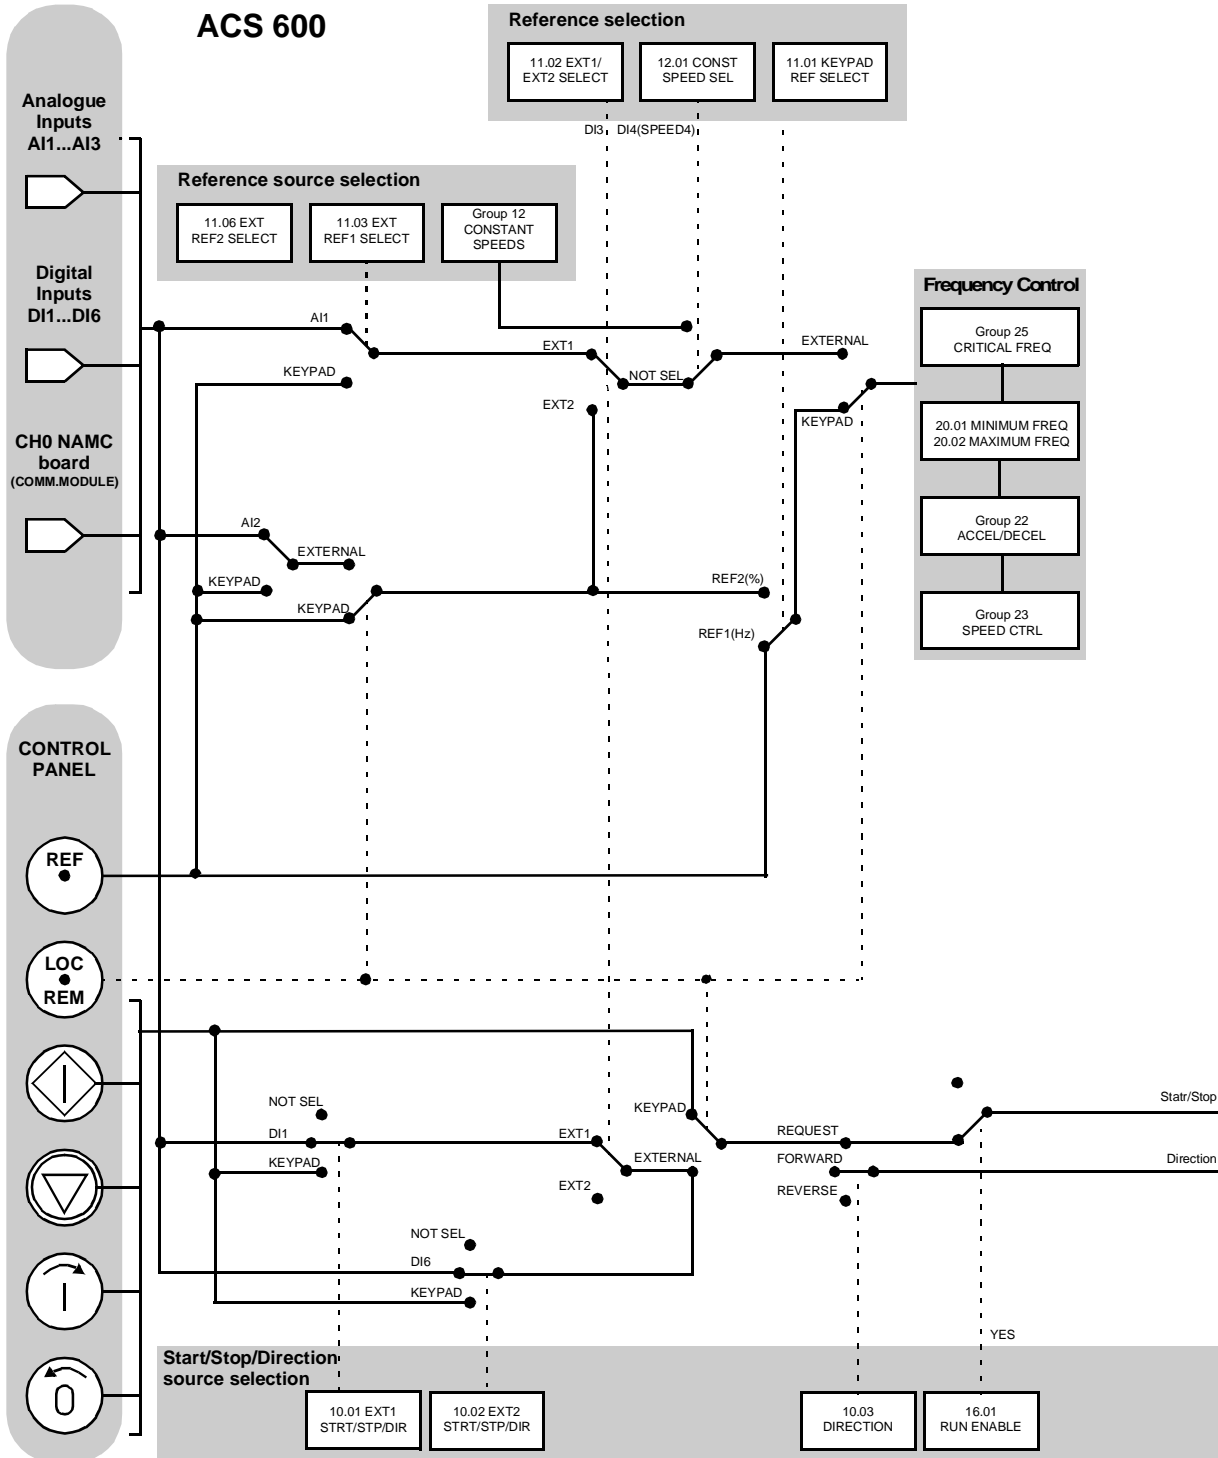 ACS 600
Reference selection
11.02 EXT1/
EXT2 SELECT
12.01 CONST
SPEED SEL
11.01 KEYPAD
REF SELECT
DI3
DI4(SPEED4)
Analogue
Inputs
AI1...AI3
Digital
Inputs
DI1...DI6
CH0 NAMC
board
(COMM.MODULE)
Reference source selection
11.06 EXT
REF2 SELECT
11.03 EXT
REF1 SELECT
Group 12
CONSTANT
SPEEDS
AI1
KEYPAD
EXT1
NOT SEL
EXT2
EXTERNAL
KEYPAD
AI2
EXTERNAL
KEYPAD
KEYPAD
REF2(%)
REF1(Hz)
Frequency Control
Group 25
CRITICAL FREQ
20.01 MINIMUM FREQ
20.02 MAXIMUM FREQ
Group 22
ACCEL/DECEL
Group 23
SPEED CTRL
CONTROL
PANEL
REF
LOC
REM
I
I
0
NOT SEL
DI1
KEYPAD
EXT1
EXT2
KEYPAD
EXTERNAL
NOT SEL
DI6
KEYPAD
REQUEST
FORWARD
REVERSE
Statr/Stop
Direction
YES
Start/Stop/Direction
source selection
10.01 EXT1
STRT/STP/DIR
10.02 EXT2
STRT/STP/DIR
10.03
DIRECTION
16.01
RUN ENABLE